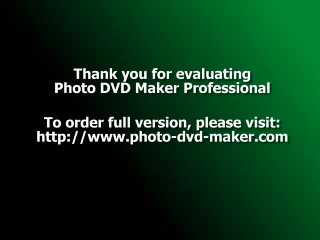 Thank you for evaluating
Photo DVD Maker Professional
To order full version, please visit:
http://www.photo-dvd-maker.com